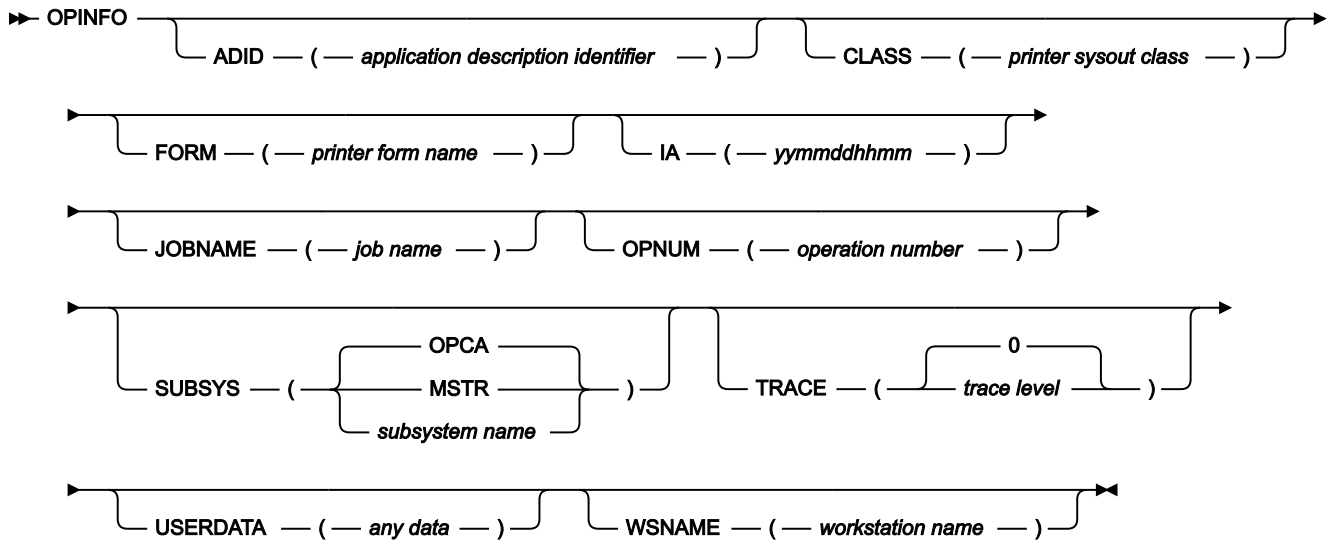 OPINFO
ADID ( application description identifier ) CLASS ( printer sysout class )
FORM ( printer form name ) IA ( yymmddhhmm )
JOBNAME ( job name ) OPNUM ( operation number )
OPCA 0
SUBSYS ( MSTR ) TRACE ( trace level )
subsystem name
USERDATA ( any data ) WSNAME ( workstation name )